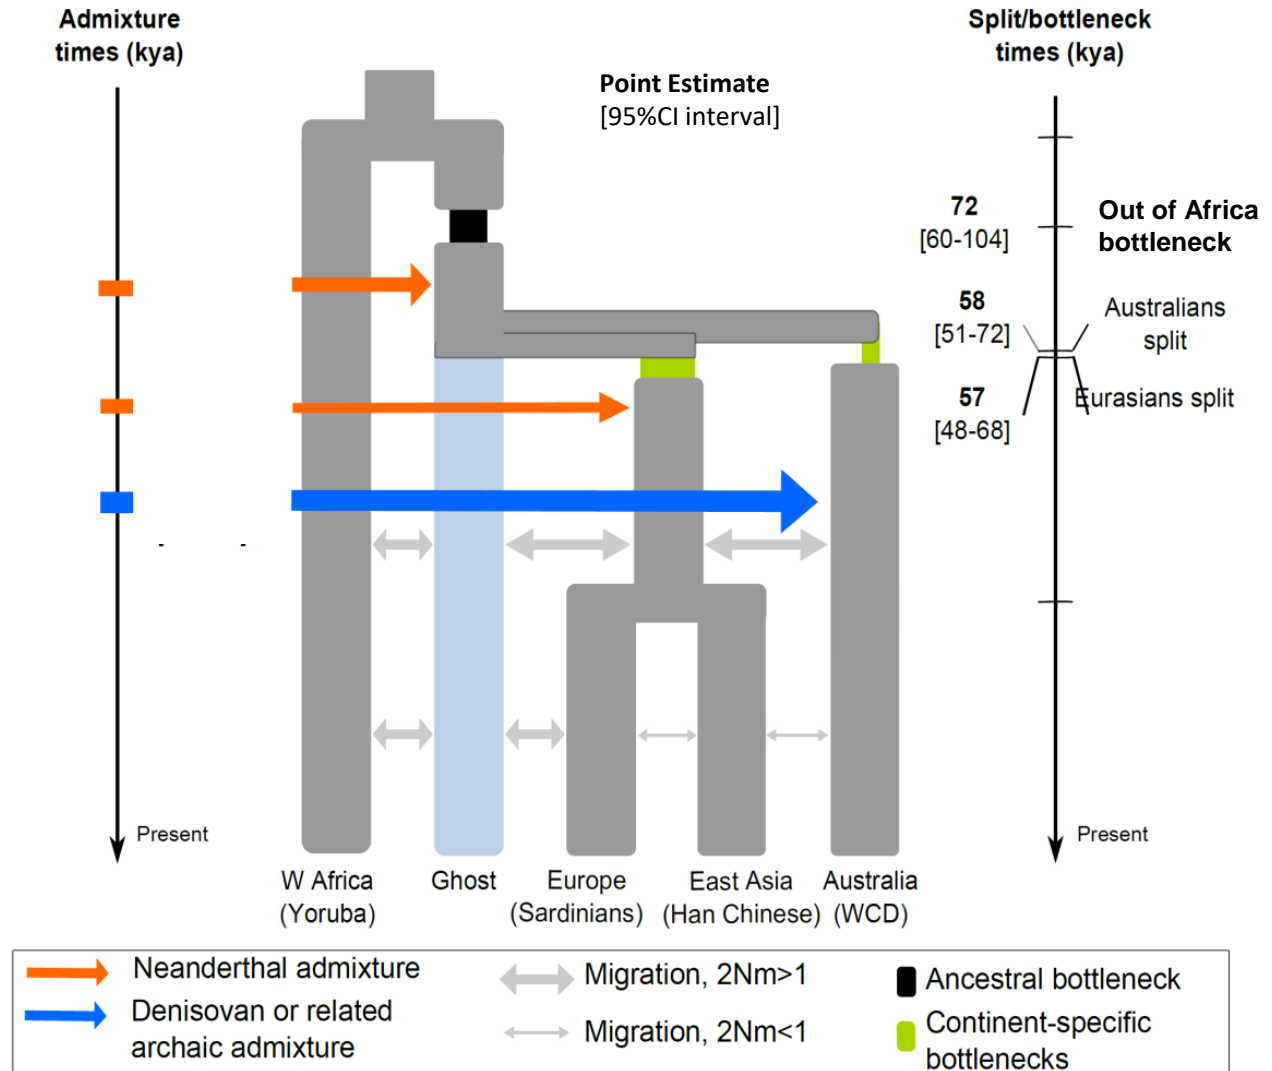 Admixture
times (kya)
Split/bottleneck
times (kya)
Point Estimate
[95%CI interval]
72
[60-104]
Out of Africa
bottleneck
58
[51-72]
Australians
split
57
[48-68]
Eurasians split
- -
Present
Present
W Africa
(Yoruba)
Ghost
Europe
(Sardinians)
East Asia
(Han Chinese)
Australia
(WCD)
Neanderthal admixture
Denisovan or related
archaic admixture
Migration, 2Nm>1
Migration, 2Nm<1
Ancestral bottleneck
Continent-specific
bottlenecks